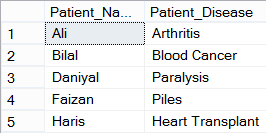 Patient_Na... Patient_Disease
1 Ali Arthritis
2 Bilal Blood Cancer
3 Daniyal Paralysis
4 Faizan Piles
5 Haris Heart Transplant